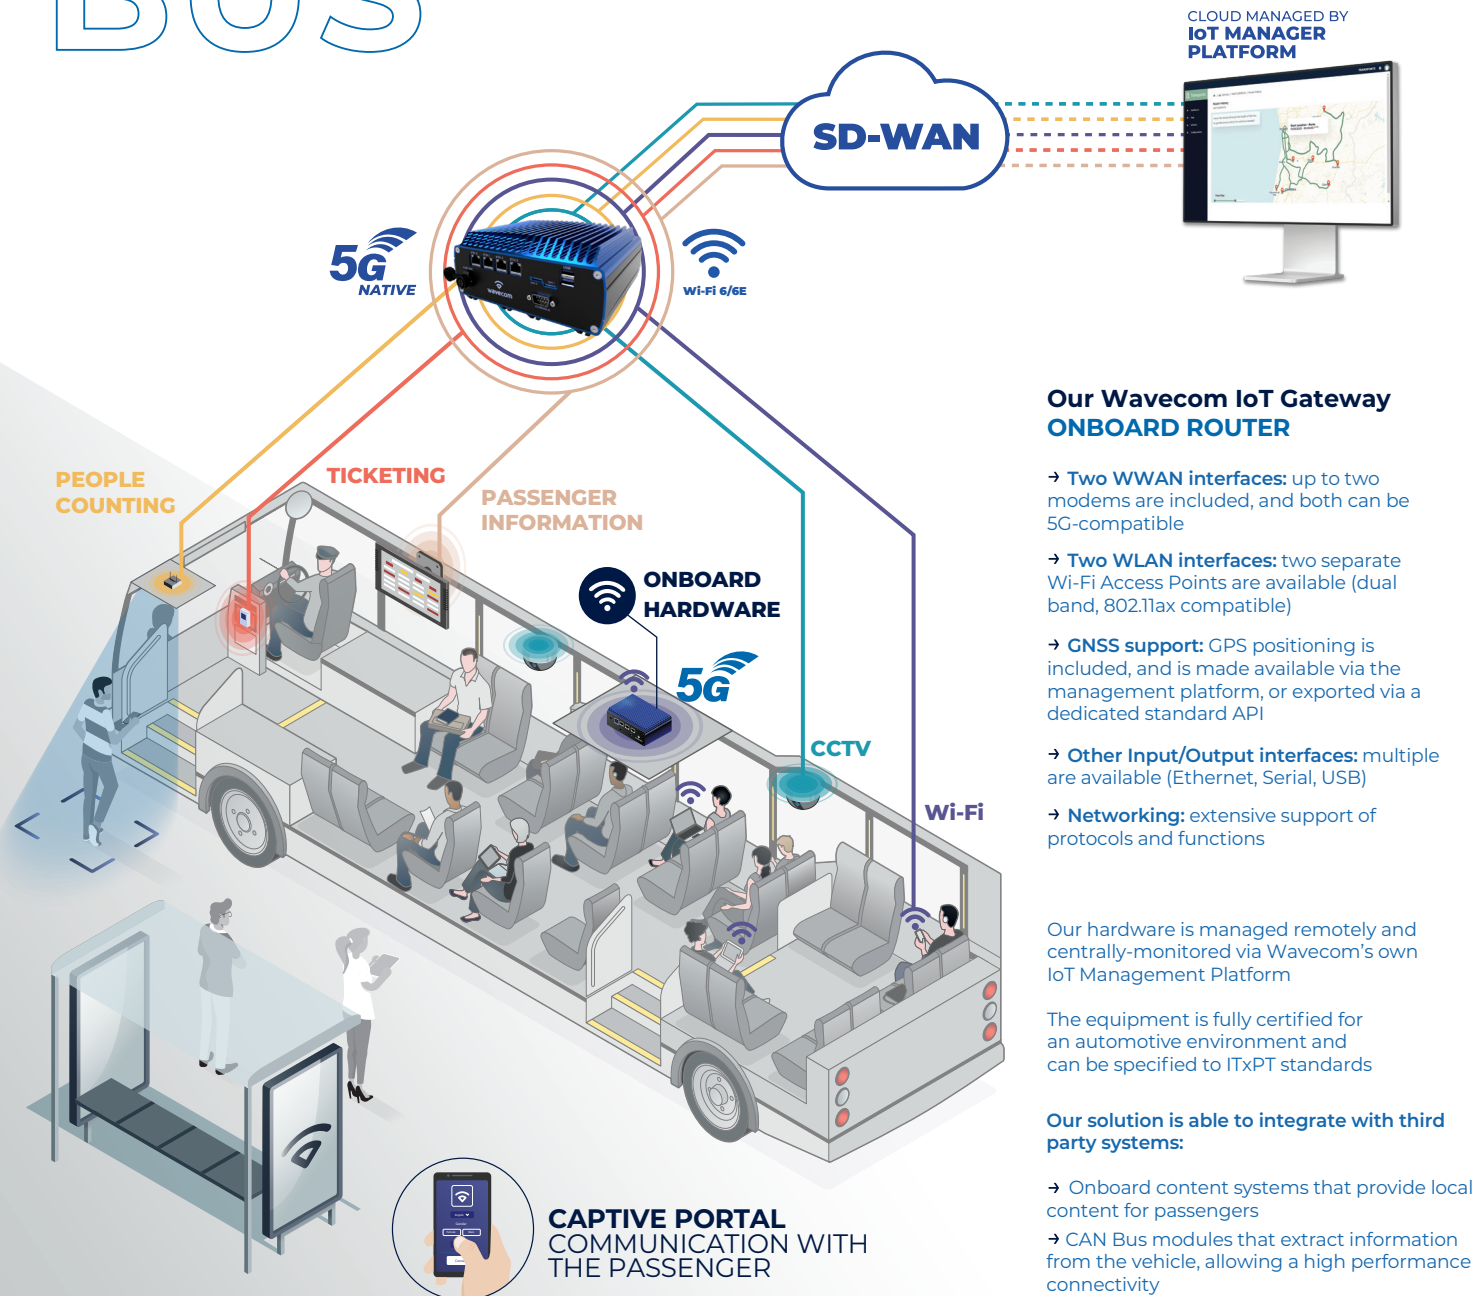 BUS
CLOUD MANAGED BY
IoT MANAGER
PLATFORM
SD-WAN
5G
NATIVE
wavecom
Wi-Fi 6/6E
PEOPLE
COUNTING
TICKETING
PASSENGER
INFORMATION
ONBOARD
HARDWARE
5G
CCTV
Wi-Fi
CAPTIVE PORTAL
COMMUNICATION WITH
THE PASSENGER
Our Wavecom IoT Gateway
ONBOARD ROUTER
→ Two WWAN interfaces: up to two
modems are included, and both can be
5G-compatible
→ Two WLAN interfaces: two separate
Wi-Fi Access Points are available (dual
band, 802.11ax compatible)
→ GNSS support: GPS positioning is
included, and is made available via the
management platform, or exported via a
dedicated standard API
→ Other Input/Output interfaces: multiple
are available (Ethernet, Serial, USB)
→ Networking: extensive support of
protocols and functions
Our hardware is managed remotely and
centrally-monitored via Wavecom's own
IoT Management Platform
The equipment is fully certified for
an automotive environment and
can be specified to ITxPT standards
Our solution is able to integrate with third
party systems:
→ Onboard content systems that provide local
content for passengers
→ CAN Bus modules that extract information
from the vehicle, allowing a high performance
connectivity